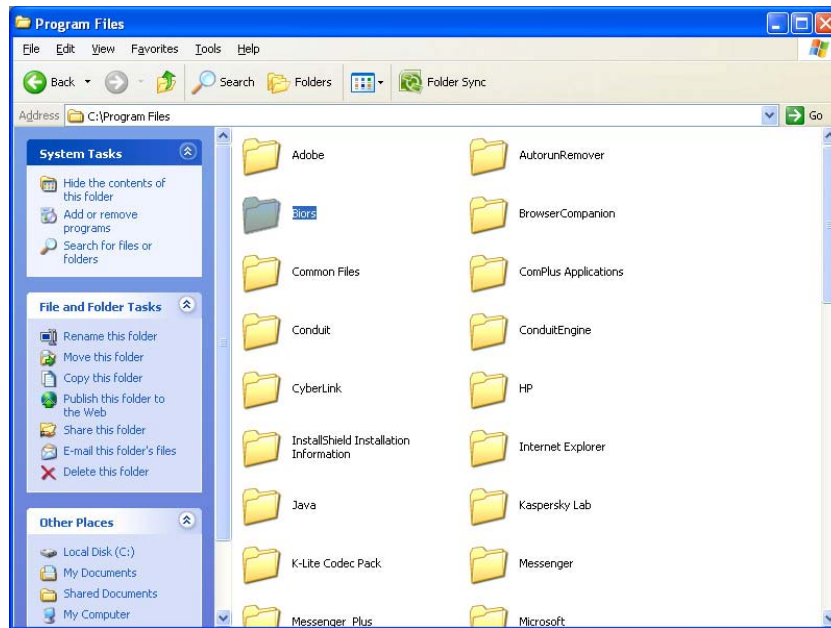 Program Files
File Edit View Favorites Tools Help
Back Search Folders Folder Sync
Address C:\Program Files Go
System Tasks
Hide the contents of
this folder
Add or remove
programs
Search for files or
folders
File and Folder Tasks
Rename this folder
Move this folder
Copy this folder
Publish this folder to
the Web
Share this folder
E-mail this folder's files
Delete this folder
Other Places
Local Disk (C:)
My Documents
Shared Documents
My Computer
Adobe AutorunRemover
Biors BrowserCompanion
Common Files ComPlus Applications
Conduit ConduitEngine
CyberLink HP
InstallShield Installation
Information
Internet Explorer
Java Kaspersky Lab
K-Lite Codec Pack Messenger
Messenger Plus Microsoft